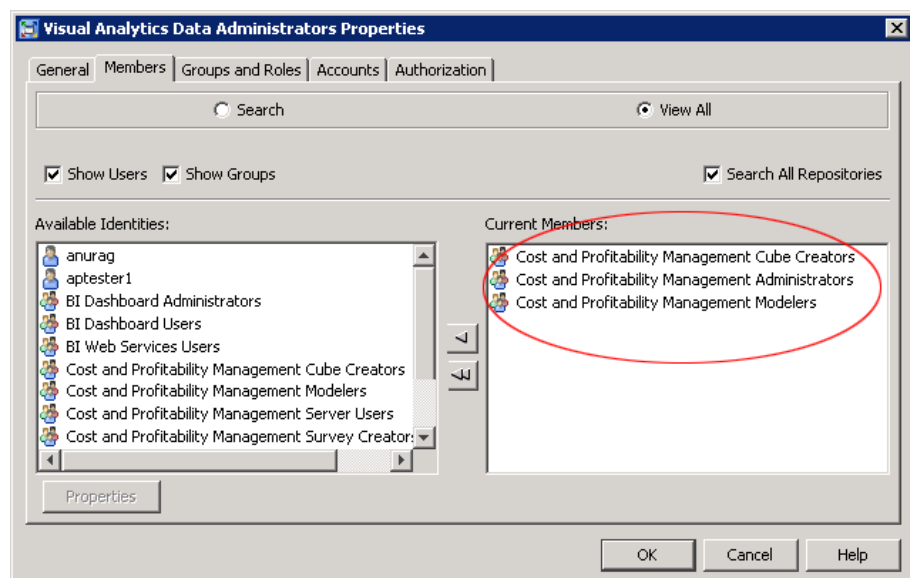 Visual Analytics Data Administrators Properties
General Members Groups and Roles Accounts Authorization
Search View All
Show Users Show Groups Search All Repositories
Available Identities: Current Members:
anurag
aptester1
BI Dashboard Administrators
BI Dashboard Users
BI Web Services Users
Cost and Profitability Management Cube Creators
Cost and Profitability Management Modelers
Cost and Profitability Management Server Users
Cost and Profitability Management Survey Creator
Cost and Profitability Management Cube Creators
Cost and Profitability Management Administrators
Cost and Profitability Management Modelers
Properties
OK Cancel Help